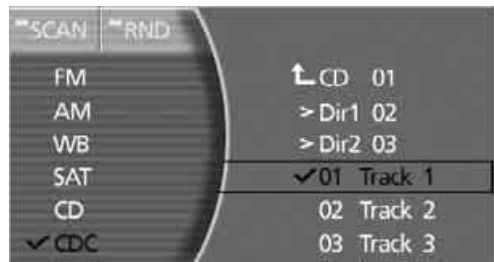 SCAN RND
FM
AM
WB
SAT
CD
✓CDC
CD 01
> Dir1 02
> Dir2 03
✓01 Track 1
02 Track 2
03 Track 3